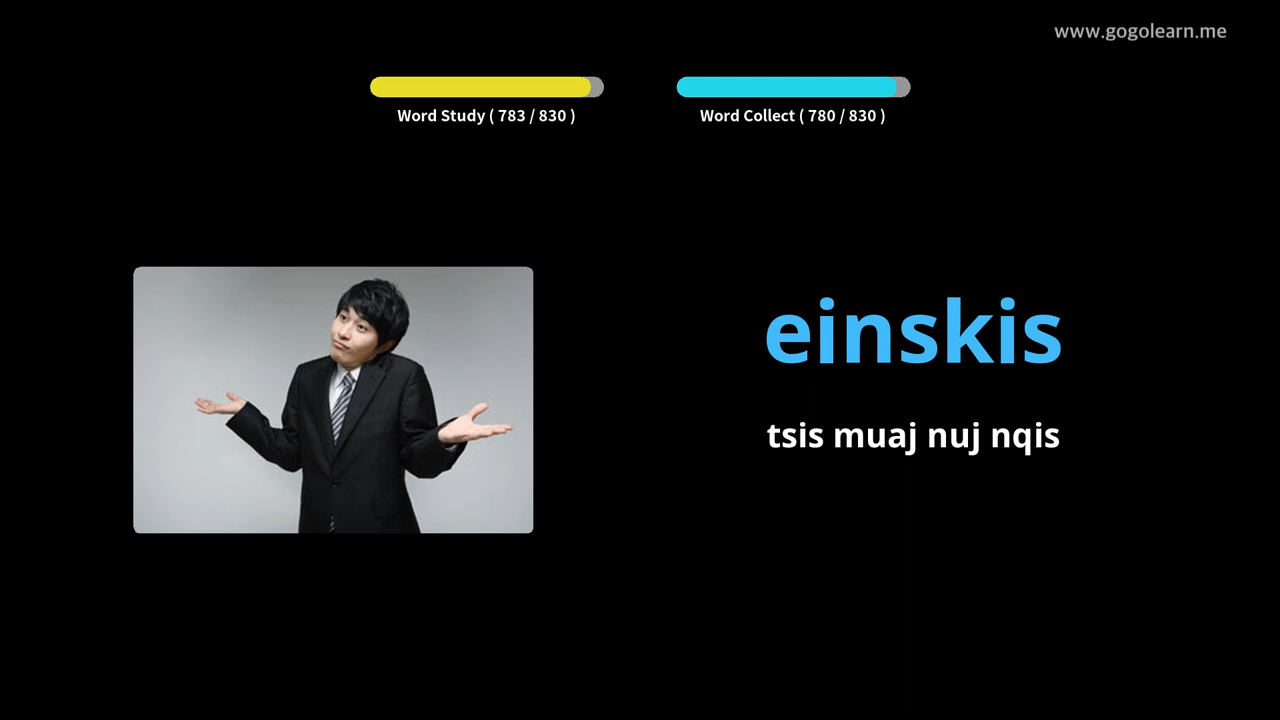 www.gogolearn.me
Word Study ( 783 / 830 )
Word Collect ( 780 / 830 )
einskis
tsis muaj nuj nqis